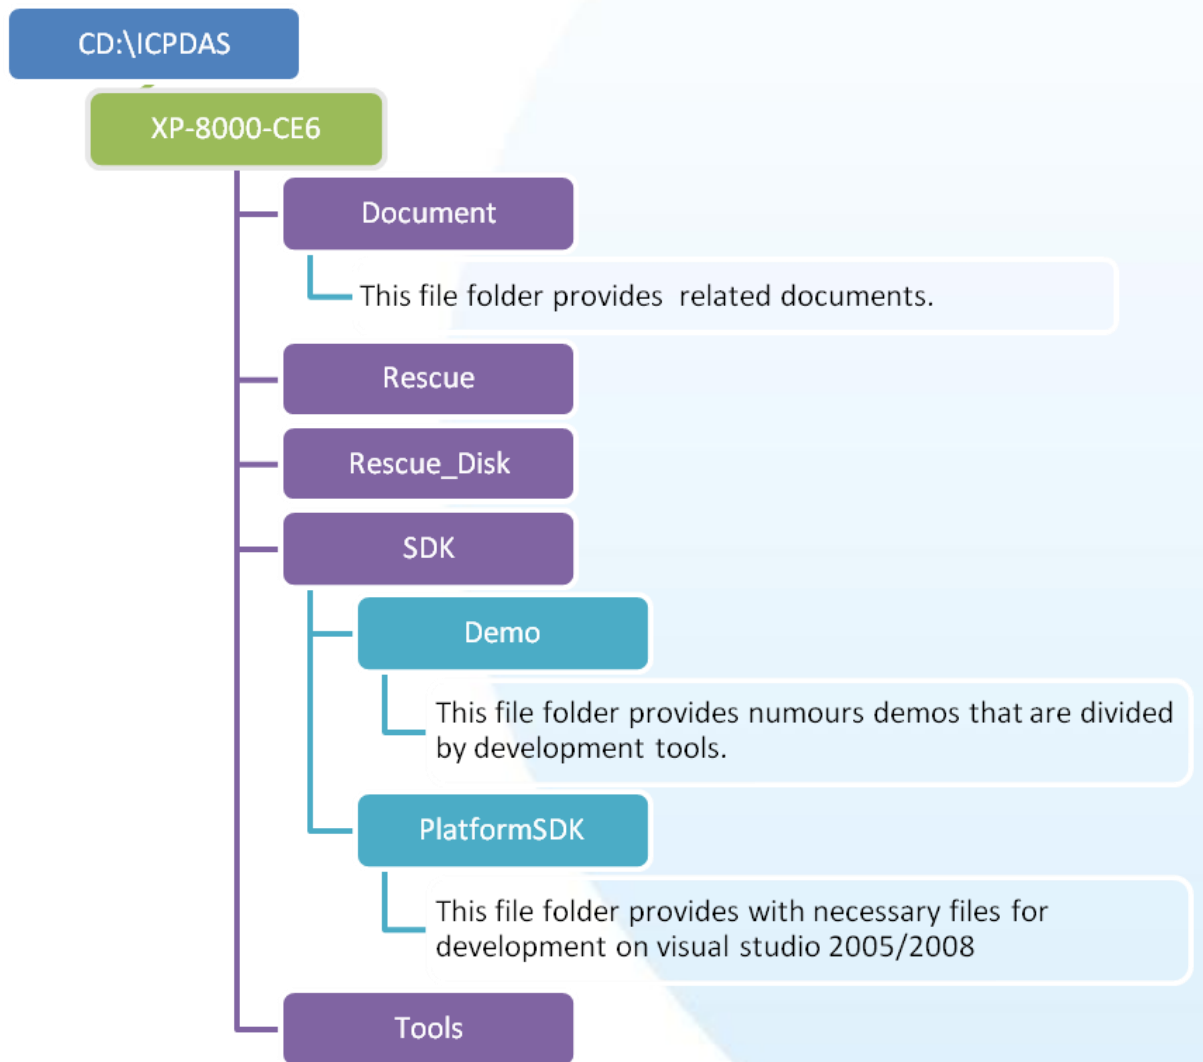 CD:\ICPDAS
XP-8000-CE6
Document
This file folder provides  related documents.
Rescue
Rescue_Disk
SDK
Demo
This file folder provides numours demos that are divided
by development tools.
PlatformSDK
This file folder provides with necessary files for
development on visual studio 2005/2008
Tools